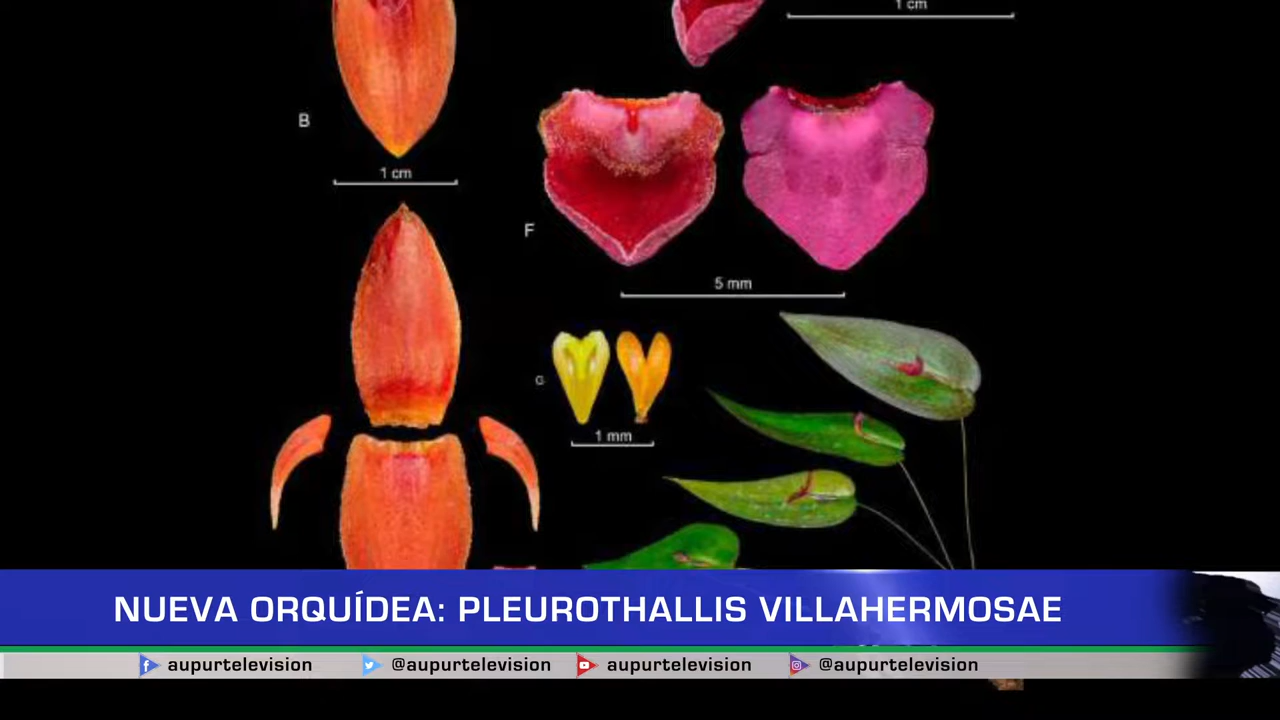 1 cm
B
1 cm
F
5 mm
G
1 mm
NUEVA ORQUÍDEA: PLEUROTHALLIS VILLAHERMOSAE
aupurtelevision @aupurtelevision aupurtelevision @aupurtelevision